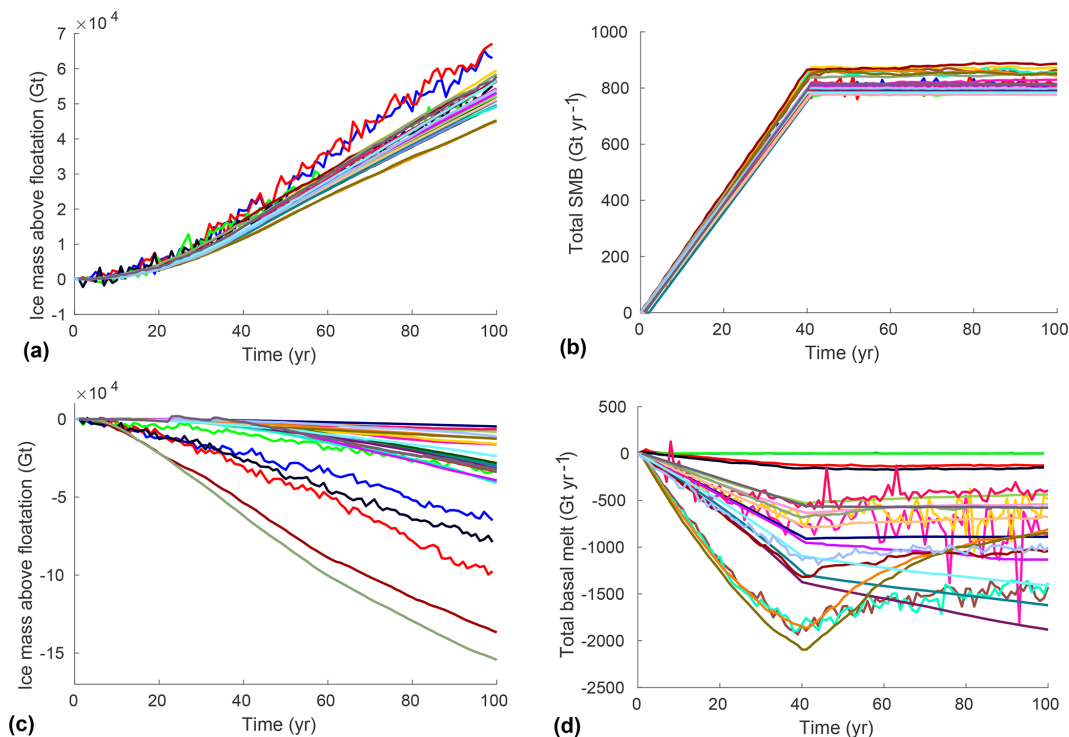 ×10⁴
7
6
5
4
3
2
1
0
-1
Ice mass above floatation (Gt)
0 20 40 60 80 100
Time (yr)
(a)
1000
800
600
400
200
0
Total SMB (Gt yr⁻¹)
0 20 40 60 80 100
Time (yr)
(b)
×10⁴
0
-5
-10
-15
Ice mass above floatation (Gt)
0 20 40 60 80 100
Time (yr)
(c)
500
0
-500
-1000
-1500
-2000
-2500
Total basal melt (Gt yr⁻¹)
0 20 40 60 80 100
Time (yr)
(d)